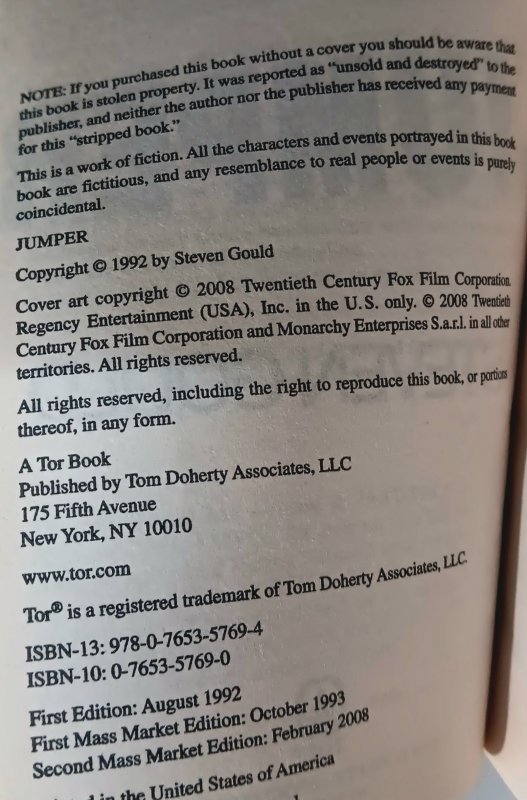 NOTE: If you purchased this book without a cover you should be aware that
this book is stolen property. It was reported as "unsold and destroyed" to the
publisher, and neither the author nor the publisher has received any payment
for this "stripped book."
This is a work of fiction. All the characters and events portrayed in this book
book are fictitious, and any resemblance to real people or events is purely
coincidental.
JUMPER
Copyright © 1992 by Steven Gould
Cover art copyright © 2008 Twentieth Century Fox Film Corporation.
Regency Entertainment (USA), Inc. in the U.S. only. © 2008 Twentieth
Century Fox Film Corporation and Monarchy Enterprises S.a.r.l. in all other
territories. All rights reserved.
All rights reserved, including the right to reproduce this book, or portions
thereof, in any form.
A Tor Book
Published by Tom Doherty Associates, LLC
175 Fifth Avenue
New York, NY 10010
www.tor.com
Tor® is a registered trademark of Tom Doherty Associates, LLC.
ISBN-13: 978-0-7653-5769-4
ISBN-10: 0-7653-5769-0
First Edition: August 1992
First Mass Market Edition: October 1993
Second Mass Market Edition: February 2008
in the United States of America